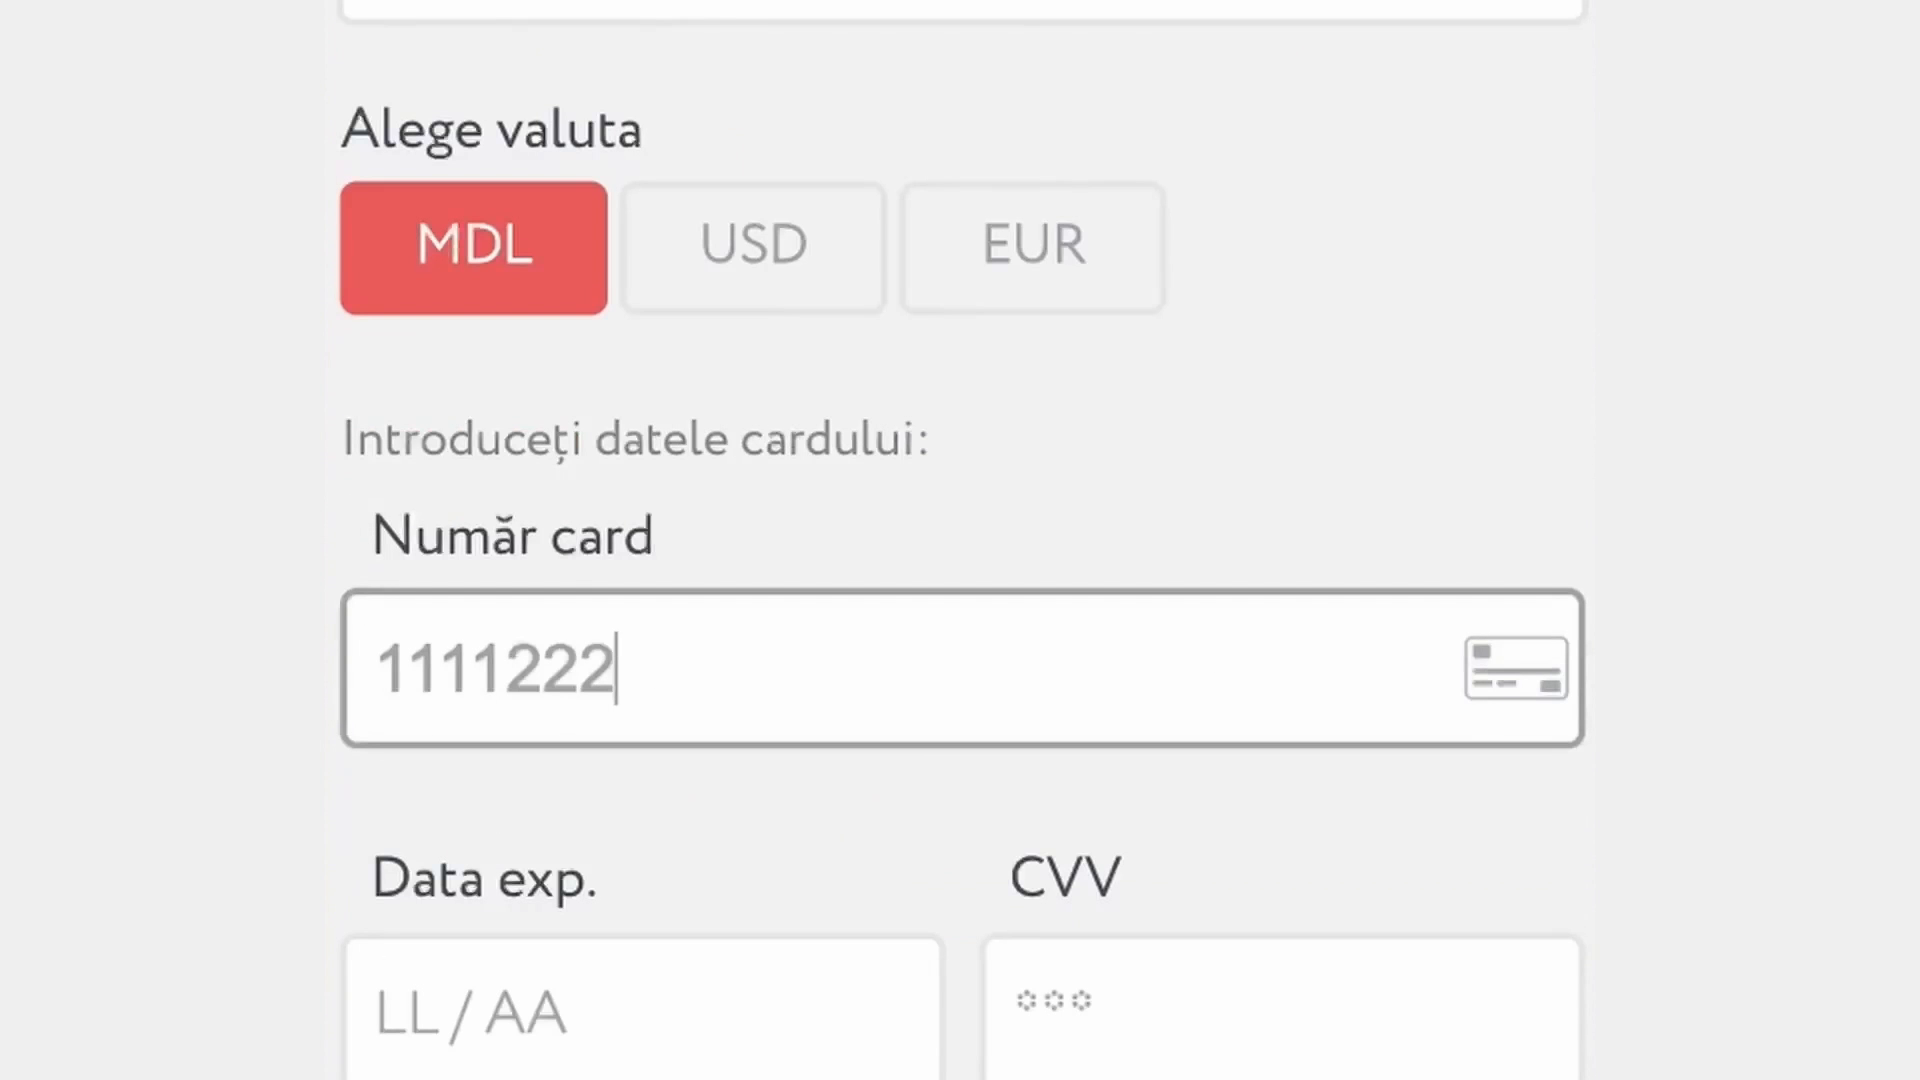 Alege valuta
MDL USD EUR
Introduceți datele cardului:
Număr card
1111222
Data exp. CVV
LL / AA ***